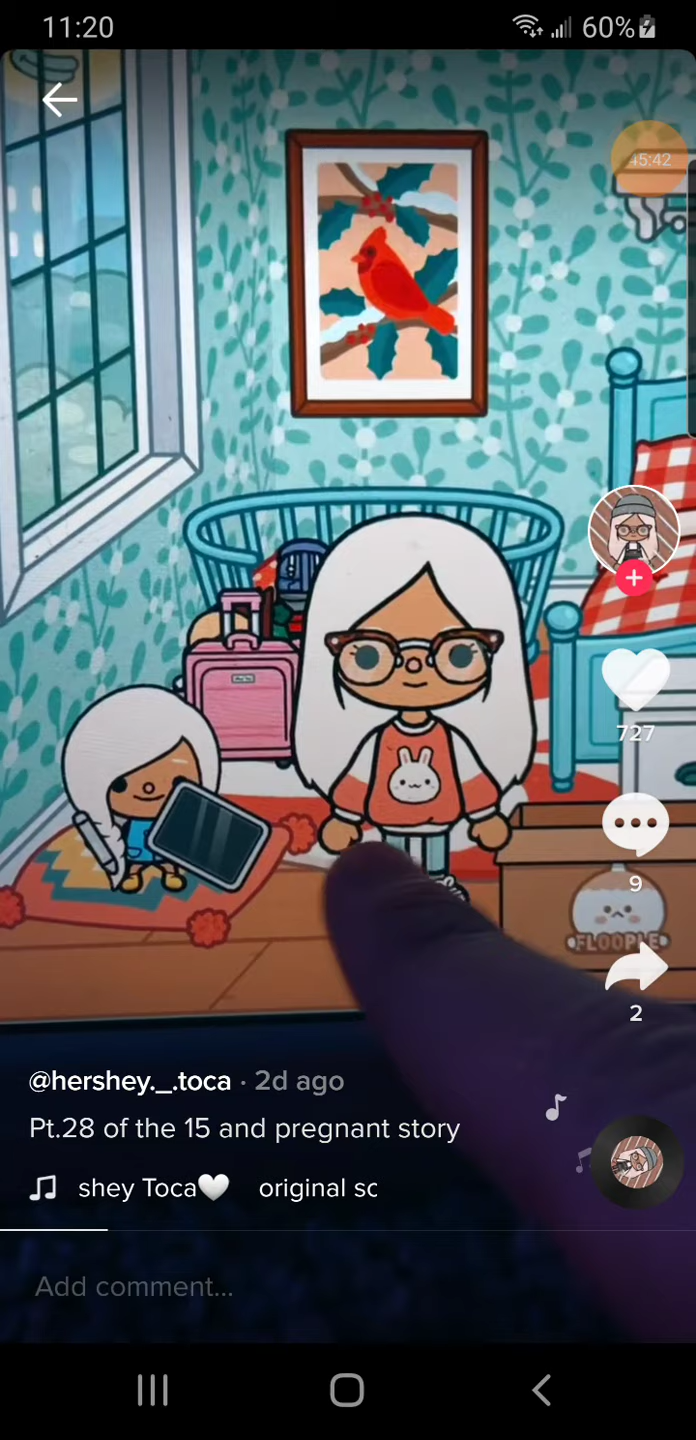 11:20
60%
45:42
727
9
FLOOPLE
2
@hershey._.toca · 2d ago
Pt.28 of the 15 and pregnant story
shey Toca🤍 original sc
Add comment...